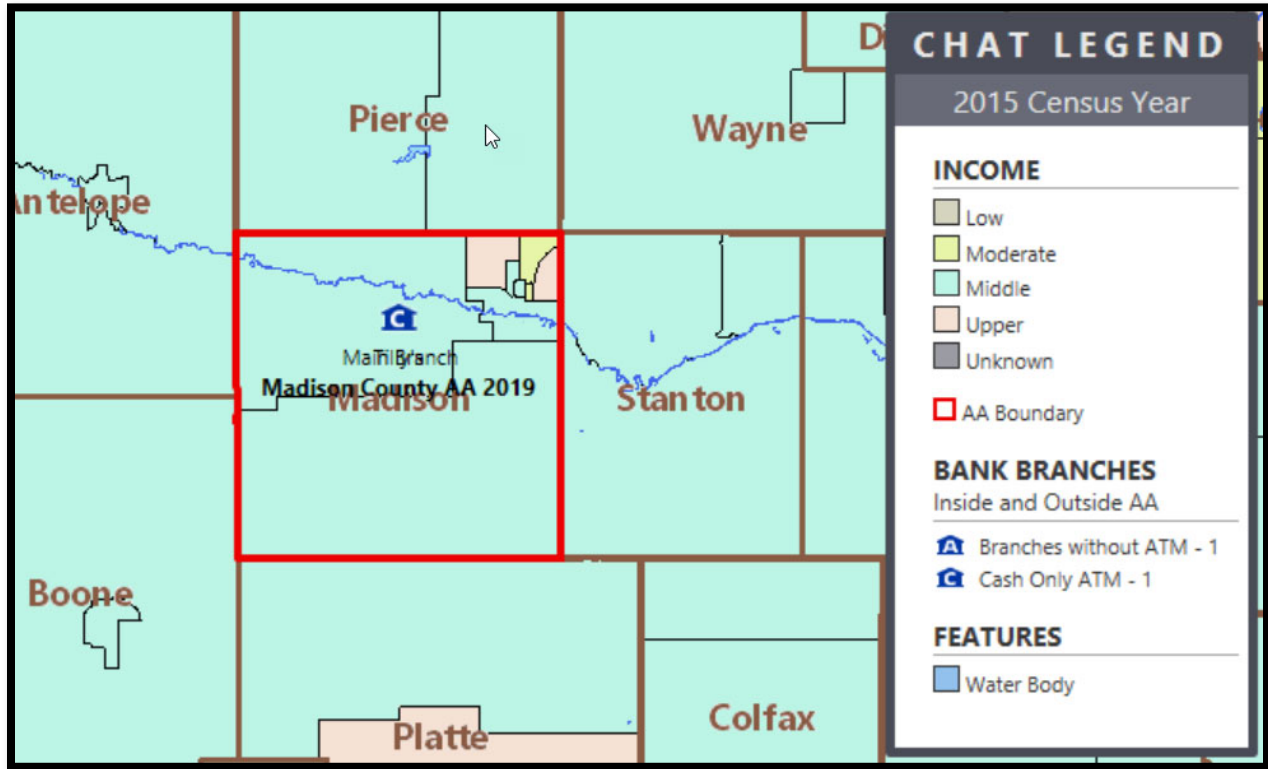 Pierce
Wayne
Antelope
Main Branch
Madison County AA 2019
Madison
Stanton
Boone
Platte
Colfax
CHAT LEGEND
2015 Census Year
INCOME
Low
Moderate
Middle
Upper
Unknown
AA Boundary
BANK BRANCHES
Inside and Outside AA
A Branches without ATM - 1
C Cash Only ATM - 1
FEATURES
Water Body